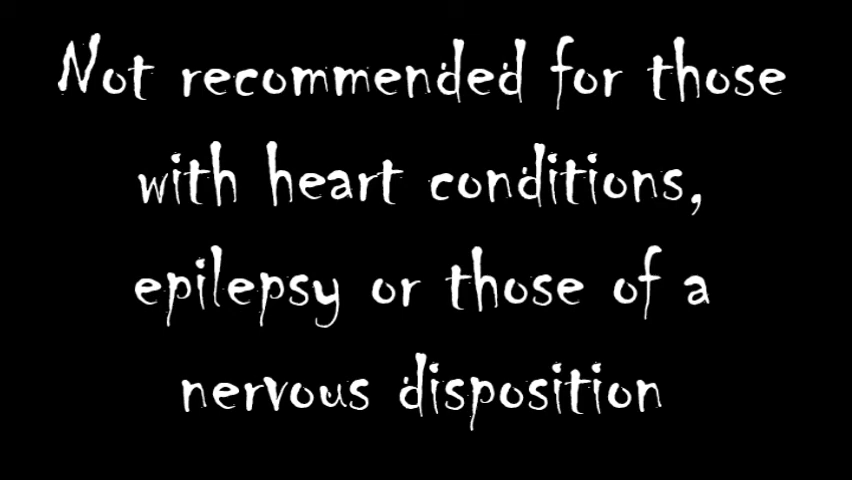 Not recommended for those
with heart conditions,
epilepsy or those of a
nervous disposition